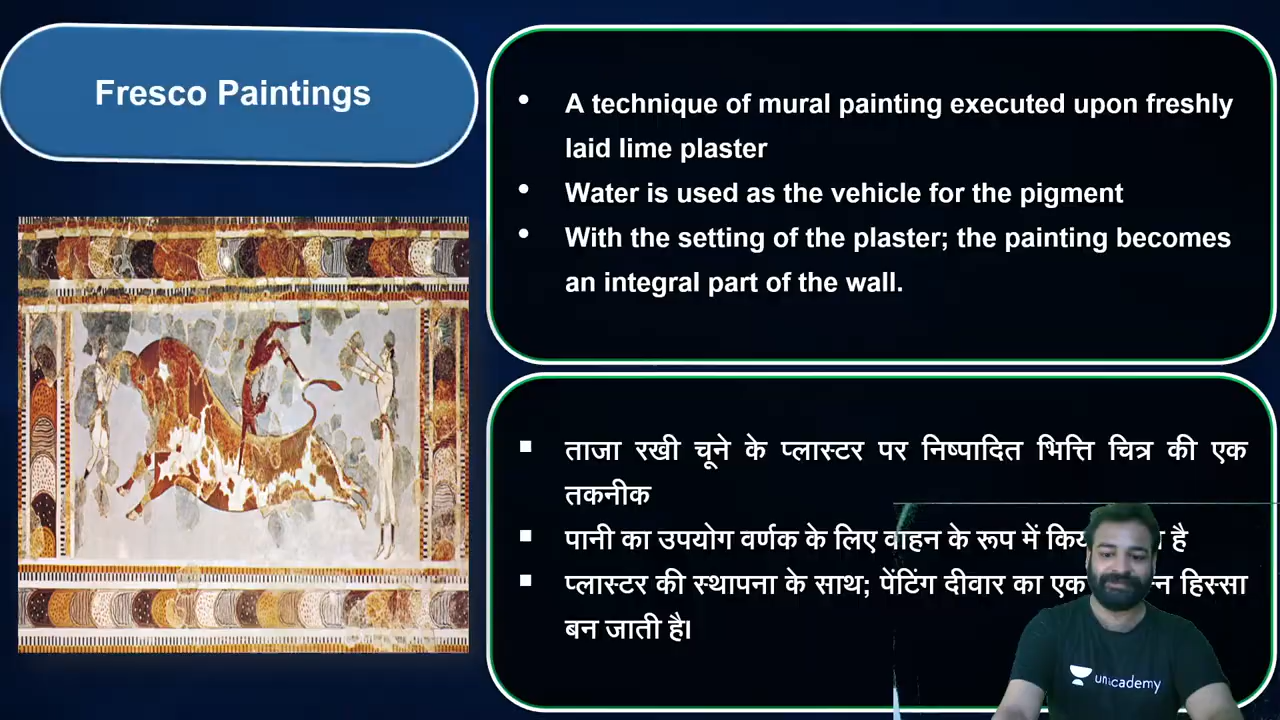 Fresco Paintings
• A technique of mural painting executed upon freshly
laid lime plaster
• Water is used as the vehicle for the pigment
• With the setting of the plaster; the painting becomes
an integral part of the wall.
▪ ताजा रखी चूने के प्लास्टर पर निष्पादित भित्ति चित्र की एक
तकनीक
▪ पानी का उपयोग वर्णक के लिए वाहन के रूप में है
▪ प्लास्टर की स्थापना के साथ; पेंटिंग दीवार का एक हिस्सा
बन जाती है।
unacademy